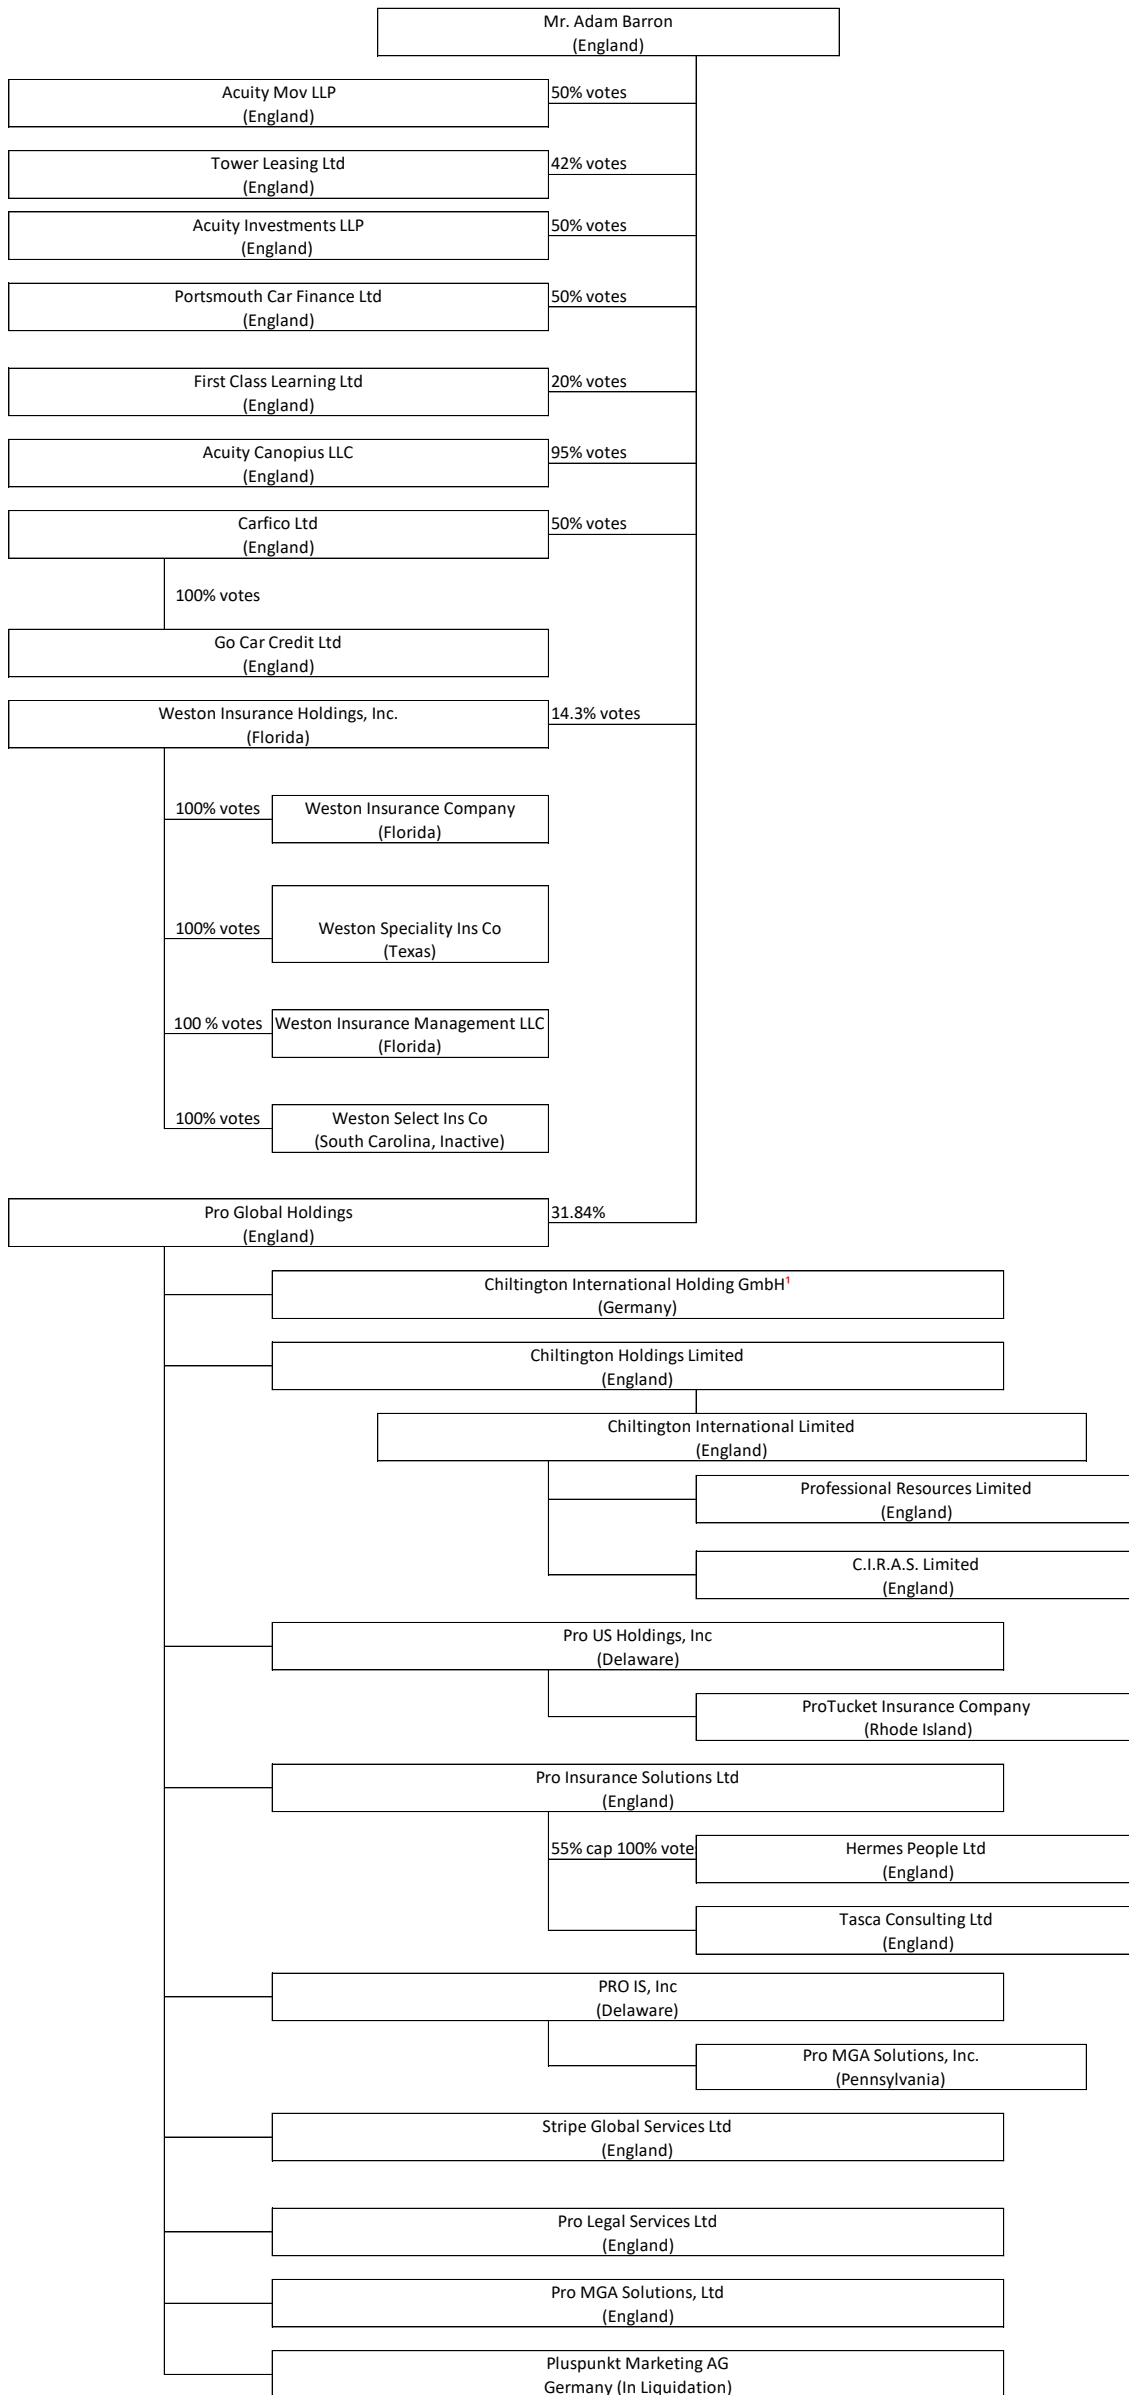 Mr. Adam Barron
(England)
Acuity Mov LLP
(England)
50% votes
Tower Leasing Ltd
(England)
42% votes
Acuity Investments LLP
(England)
50% votes
Portsmouth Car Finance Ltd
(England)
50% votes
First Class Learning Ltd
(England)
20% votes
Acuity Canopius LLC
(England)
95% votes
Carfico Ltd
(England)
50% votes
100% votes
Go Car Credit Ltd
(England)
Weston Insurance Holdings, Inc.
(Florida)
14.3% votes
100% votes
Weston Insurance Company
(Florida)
100% votes
Weston Speciality Ins Co
(Texas)
100 % votes
Weston Insurance Management LLC
(Florida)
100% votes
Weston Select Ins Co
(South Carolina, Inactive)
Pro Global Holdings
(England)
31.84%
Chiltington International Holding GmbH¹
(Germany)
Chiltington Holdings Limited
(England)
Chiltington International Limited
(England)
Professional Resources Limited
(England)
C.I.R.A.S. Limited
(England)
Pro US Holdings, Inc
(Delaware)
ProTucket Insurance Company
(Rhode Island)
Pro Insurance Solutions Ltd
(England)
55% cap 100% vote
Hermes People Ltd
(England)
Tasca Consulting Ltd
(England)
PRO IS, Inc
(Delaware)
Pro MGA Solutions, Inc.
(Pennsylvania)
Stripe Global Services Ltd
(England)
Pro Legal Services Ltd
(England)
Pro MGA Solutions, Ltd
(England)
Pluspunkt Marketing AG
Germany (In Liquidation)